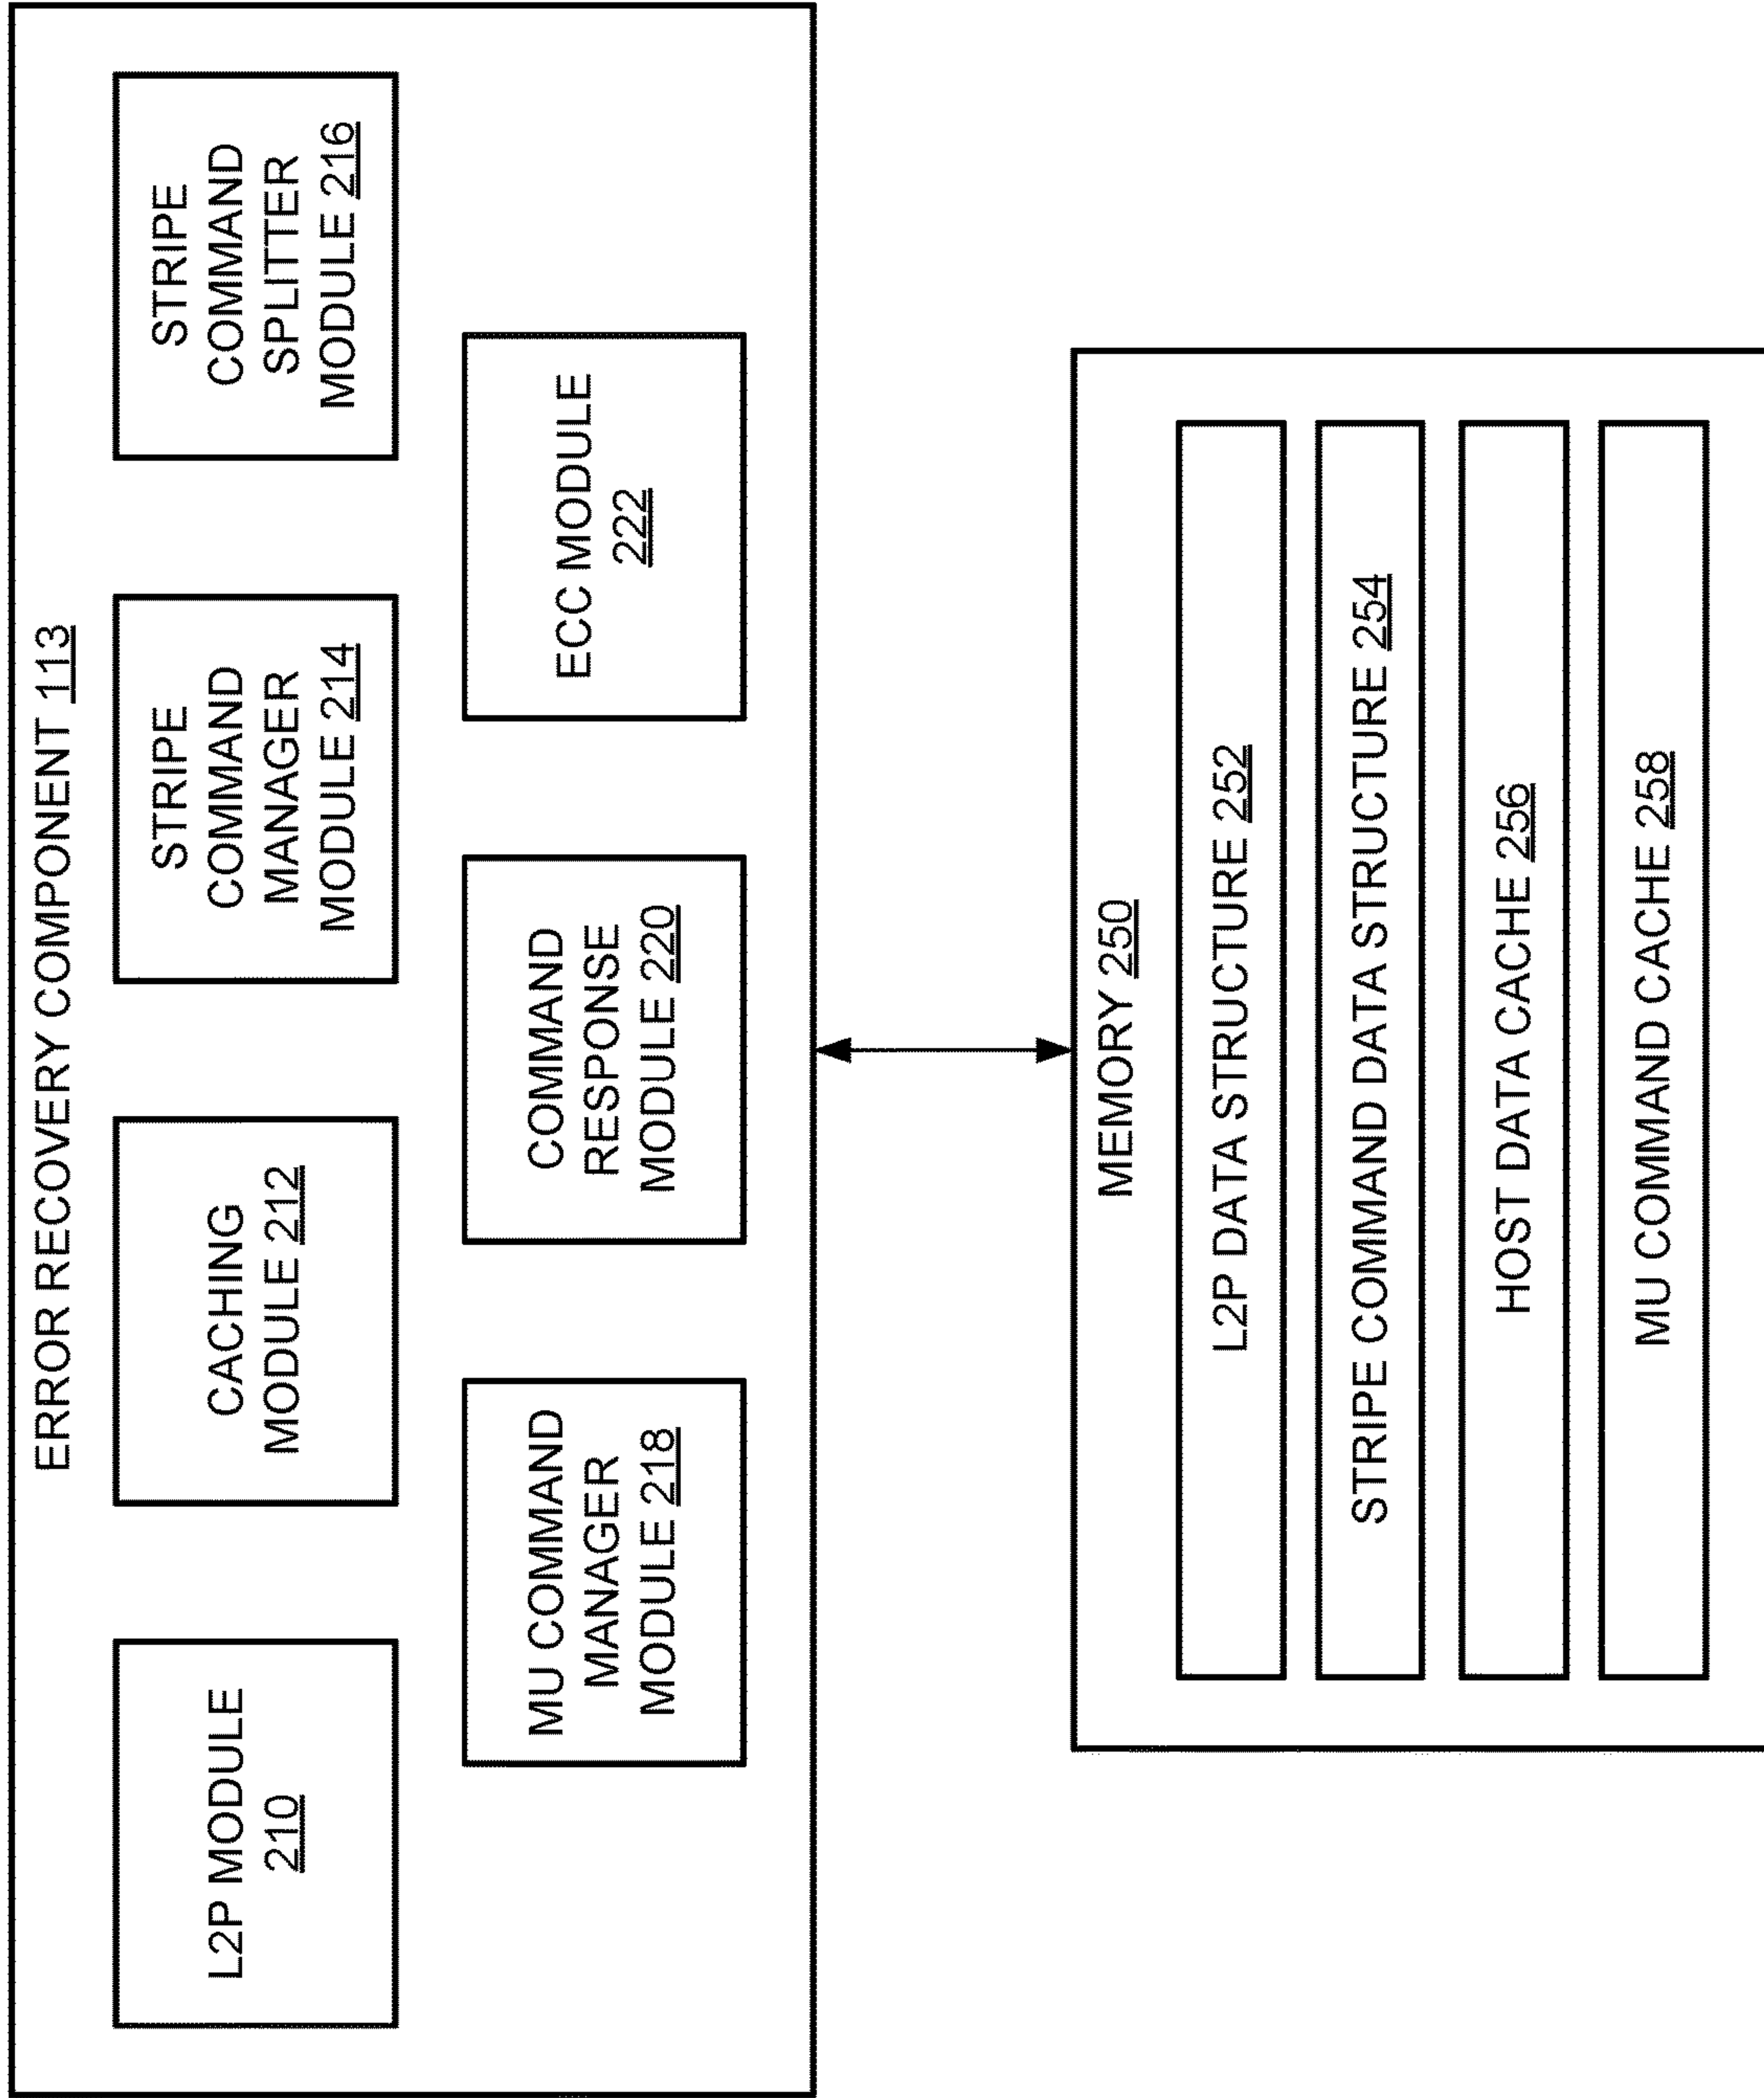 ERROR RECOVERY COMPONENT 113
L2P MODULE
210
CACHING
MODULE 212
STRIPE
COMMAND
MANAGER
MODULE 214
STRIPE
COMMAND
SPLITTER
MODULE 216
MU COMMAND
MANAGER
MODULE 218
COMMAND
RESPONSE
MODULE 220
ECC MODULE
222
MEMORY 250
L2P DATA STRUCTURE 252
STRIPE COMMAND DATA STRUCTURE 254
HOST DATA CACHE 256
MU COMMAND CACHE 258